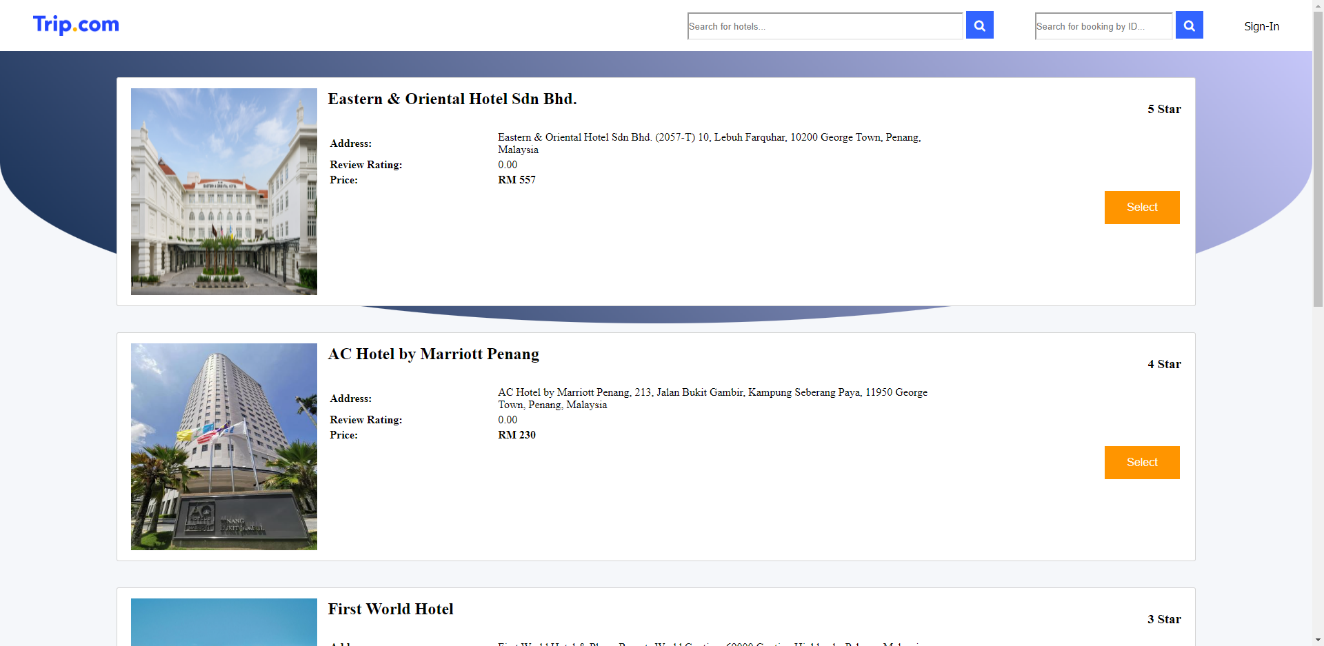 Trip.com
Search for hotels...
Search for booking by ID...
Sign-In
Eastern & Oriental Hotel Sdn Bhd.
5 Star
Address:
Eastern & Oriental Hotel Sdn Bhd. (2057-T) 10, Lebuh Farquhar, 10200 George Town, Penang,
Malaysia
Review Rating:
0.00
Price:
RM 557
Select
AC Hotel by Marriott Penang
4 Star
Address:
AC Hotel by Marriott Penang, 213, Jalan Bukit Gambir, Kampung Seberang Paya, 11950 George
Town, Penang, Malaysia
Review Rating:
0.00
Price:
RM 230
Select
First World Hotel
3 Star